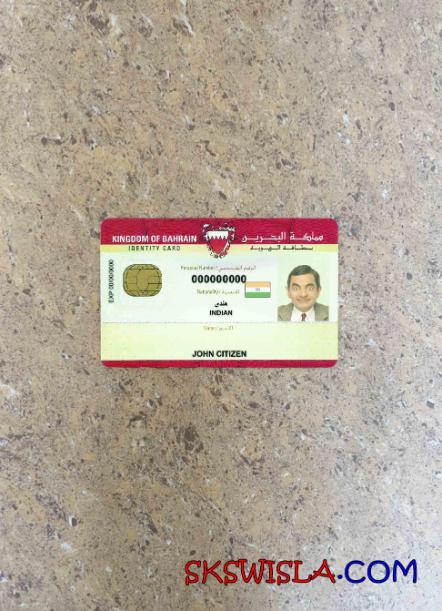 KINGDOM OF BAHRAIN مملكة البحرين
IDENTITY CARD بطاقة الهوية
Personal Number / الرقم الشخصي
000000000
EXP 00/00/0000
Nationality / الجنسية
هندي
INDIAN
Name / الاسم
JOHN CITIZEN
SKSWISLA.COM